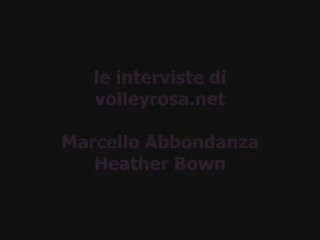 le interviste di
volleyrosa.net
Marcello Abbondanza
Heather Bown